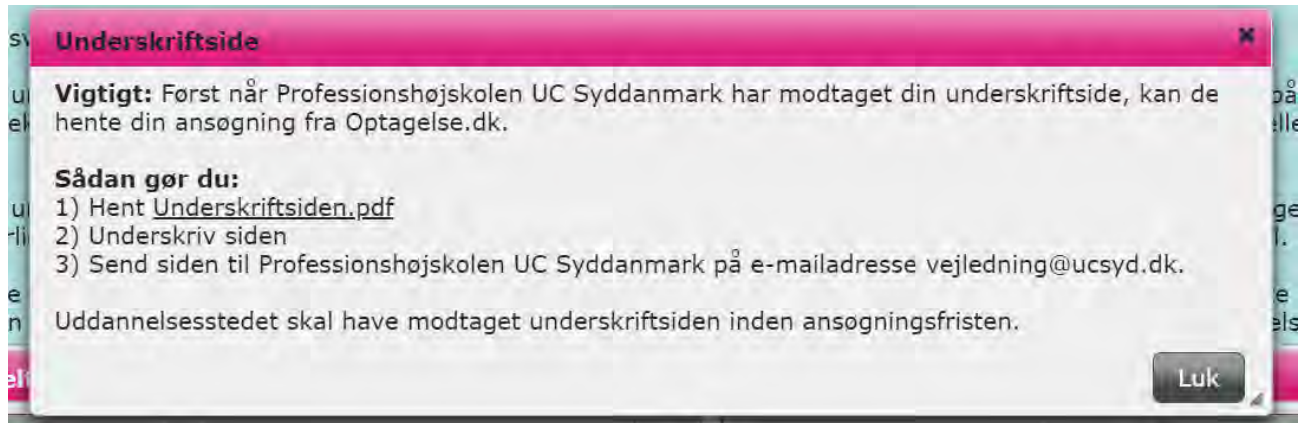 Underskriftside
Vigtigt: Først når Professionshøjskolen UC Syddanmark har modtaget din underskriftside, kan de
hente din ansøgning fra Optagelse.dk.
Sådan gør du:
1) Hent Underskriftsiden.pdf
2) Underskriv siden
3) Send siden til Professionshøjskolen UC Syddanmark på e-mailadresse vejledning@ucsyd.dk.
Uddannelsesstedet skal have modtaget underskriftsiden inden ansøgningsfristen.
Luk